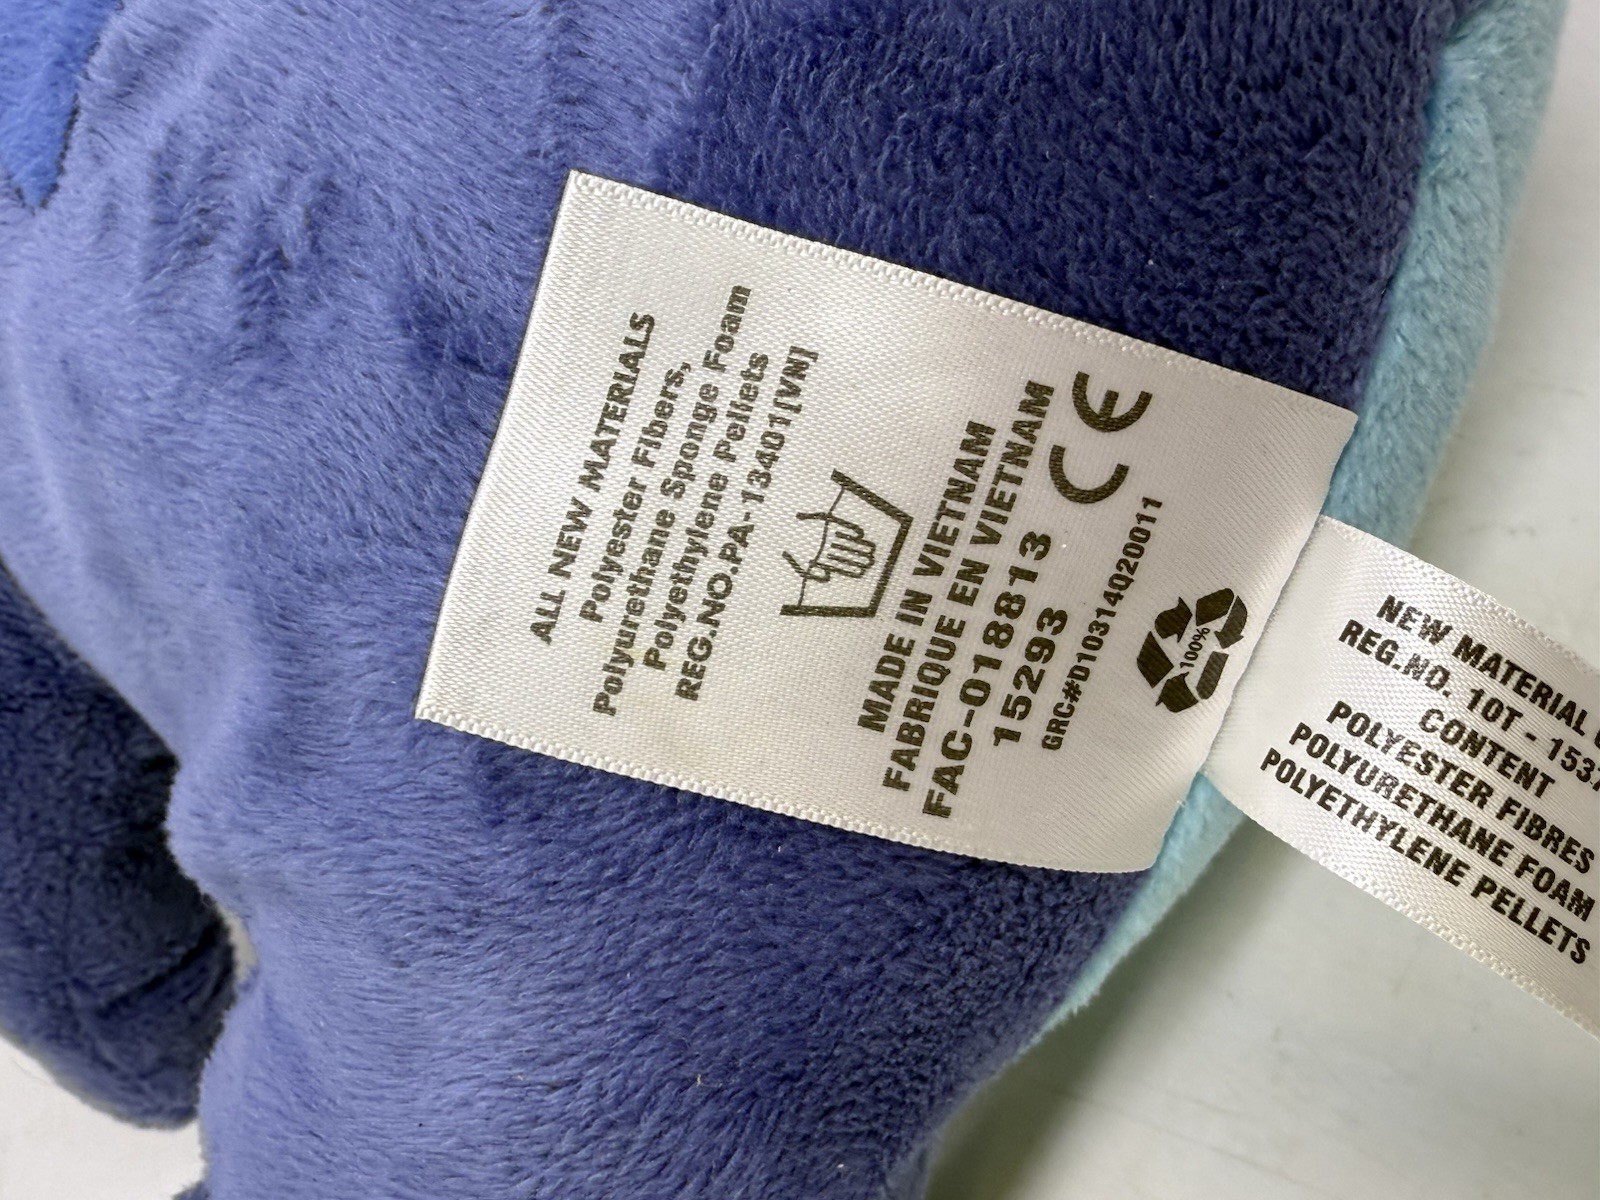 ALL NEW MATERIALS
Polyester Fibers,
Polyurethane Sponge Foam
Polyethylene Pellets
REG.NO.PA-13401[VN]
MADE IN VIETNAM
FABRIQUE EN VIETNAM
FAC-018813
15293
CE
GRC#010314Q20011
100%
NEW MATERIAL
REG.NO. 10T - 1537
CONTENT
POLYESTER FIBRES
POLYURETHANE FOAM
POLYETHYLENE PELLETS